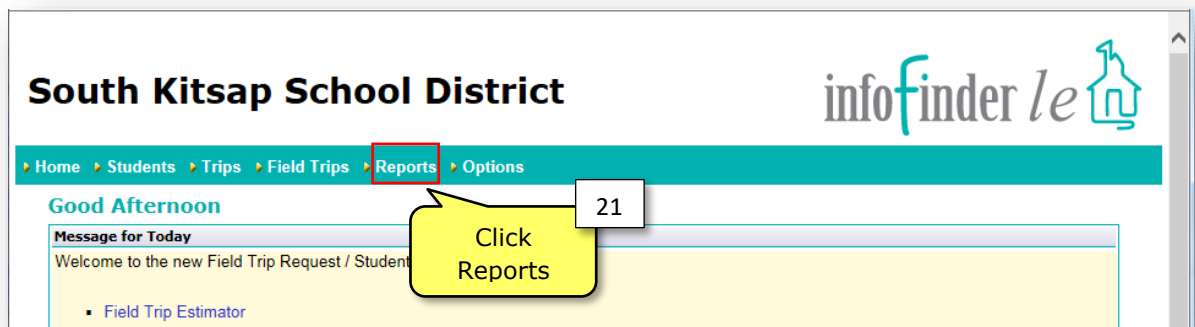 South Kitsap School District
infofinder le
Home Students Trips Field Trips Reports Options
21
Click
Reports
Good Afternoon
Message for Today
Welcome to the new Field Trip Request / Student
Field Trip Estimator